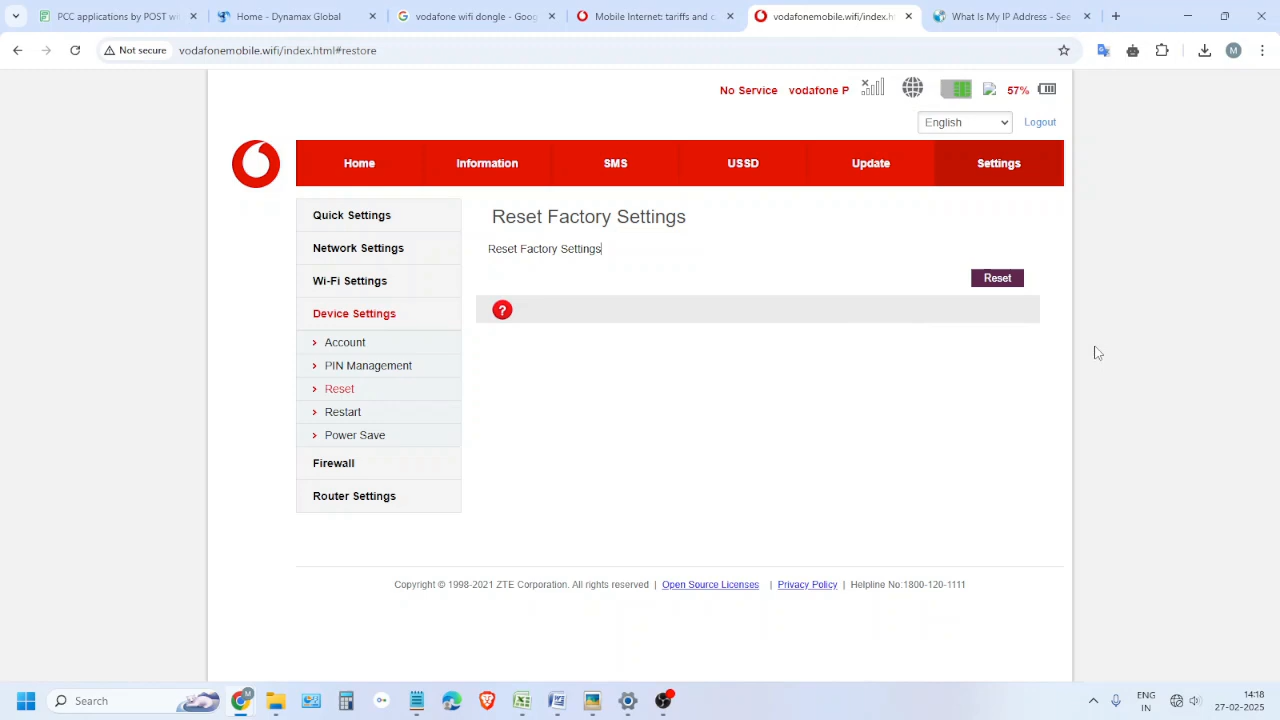 PET applications by POST wi
Home - Dynamax Global
vodafone wifi dongle - Goog
Mobile Internet: tariffs and c
vodafonemobile.wifi/index.h
What Is My IP Address - See
Not secure vodafonemobile.wifi/index.html#restore
M
No Service vodafone P 57%
English Logout
Home Information SMS USSD Update Settings
Quick Settings
Network Settings
Wi-Fi Settings
Device Settings
Account
PIN Management
Reset
Restart
Power Save
Firewall
Router Settings
Reset Factory Settings
Reset Factory Settings
Reset
?
Copyright © 1998-2021 ZTE Corporation. All rights reserved | Open Source Licenses | Privacy Policy | Helpline No:1800-120-1111
Search
M
ENG
IN
14:18
27-02-2025